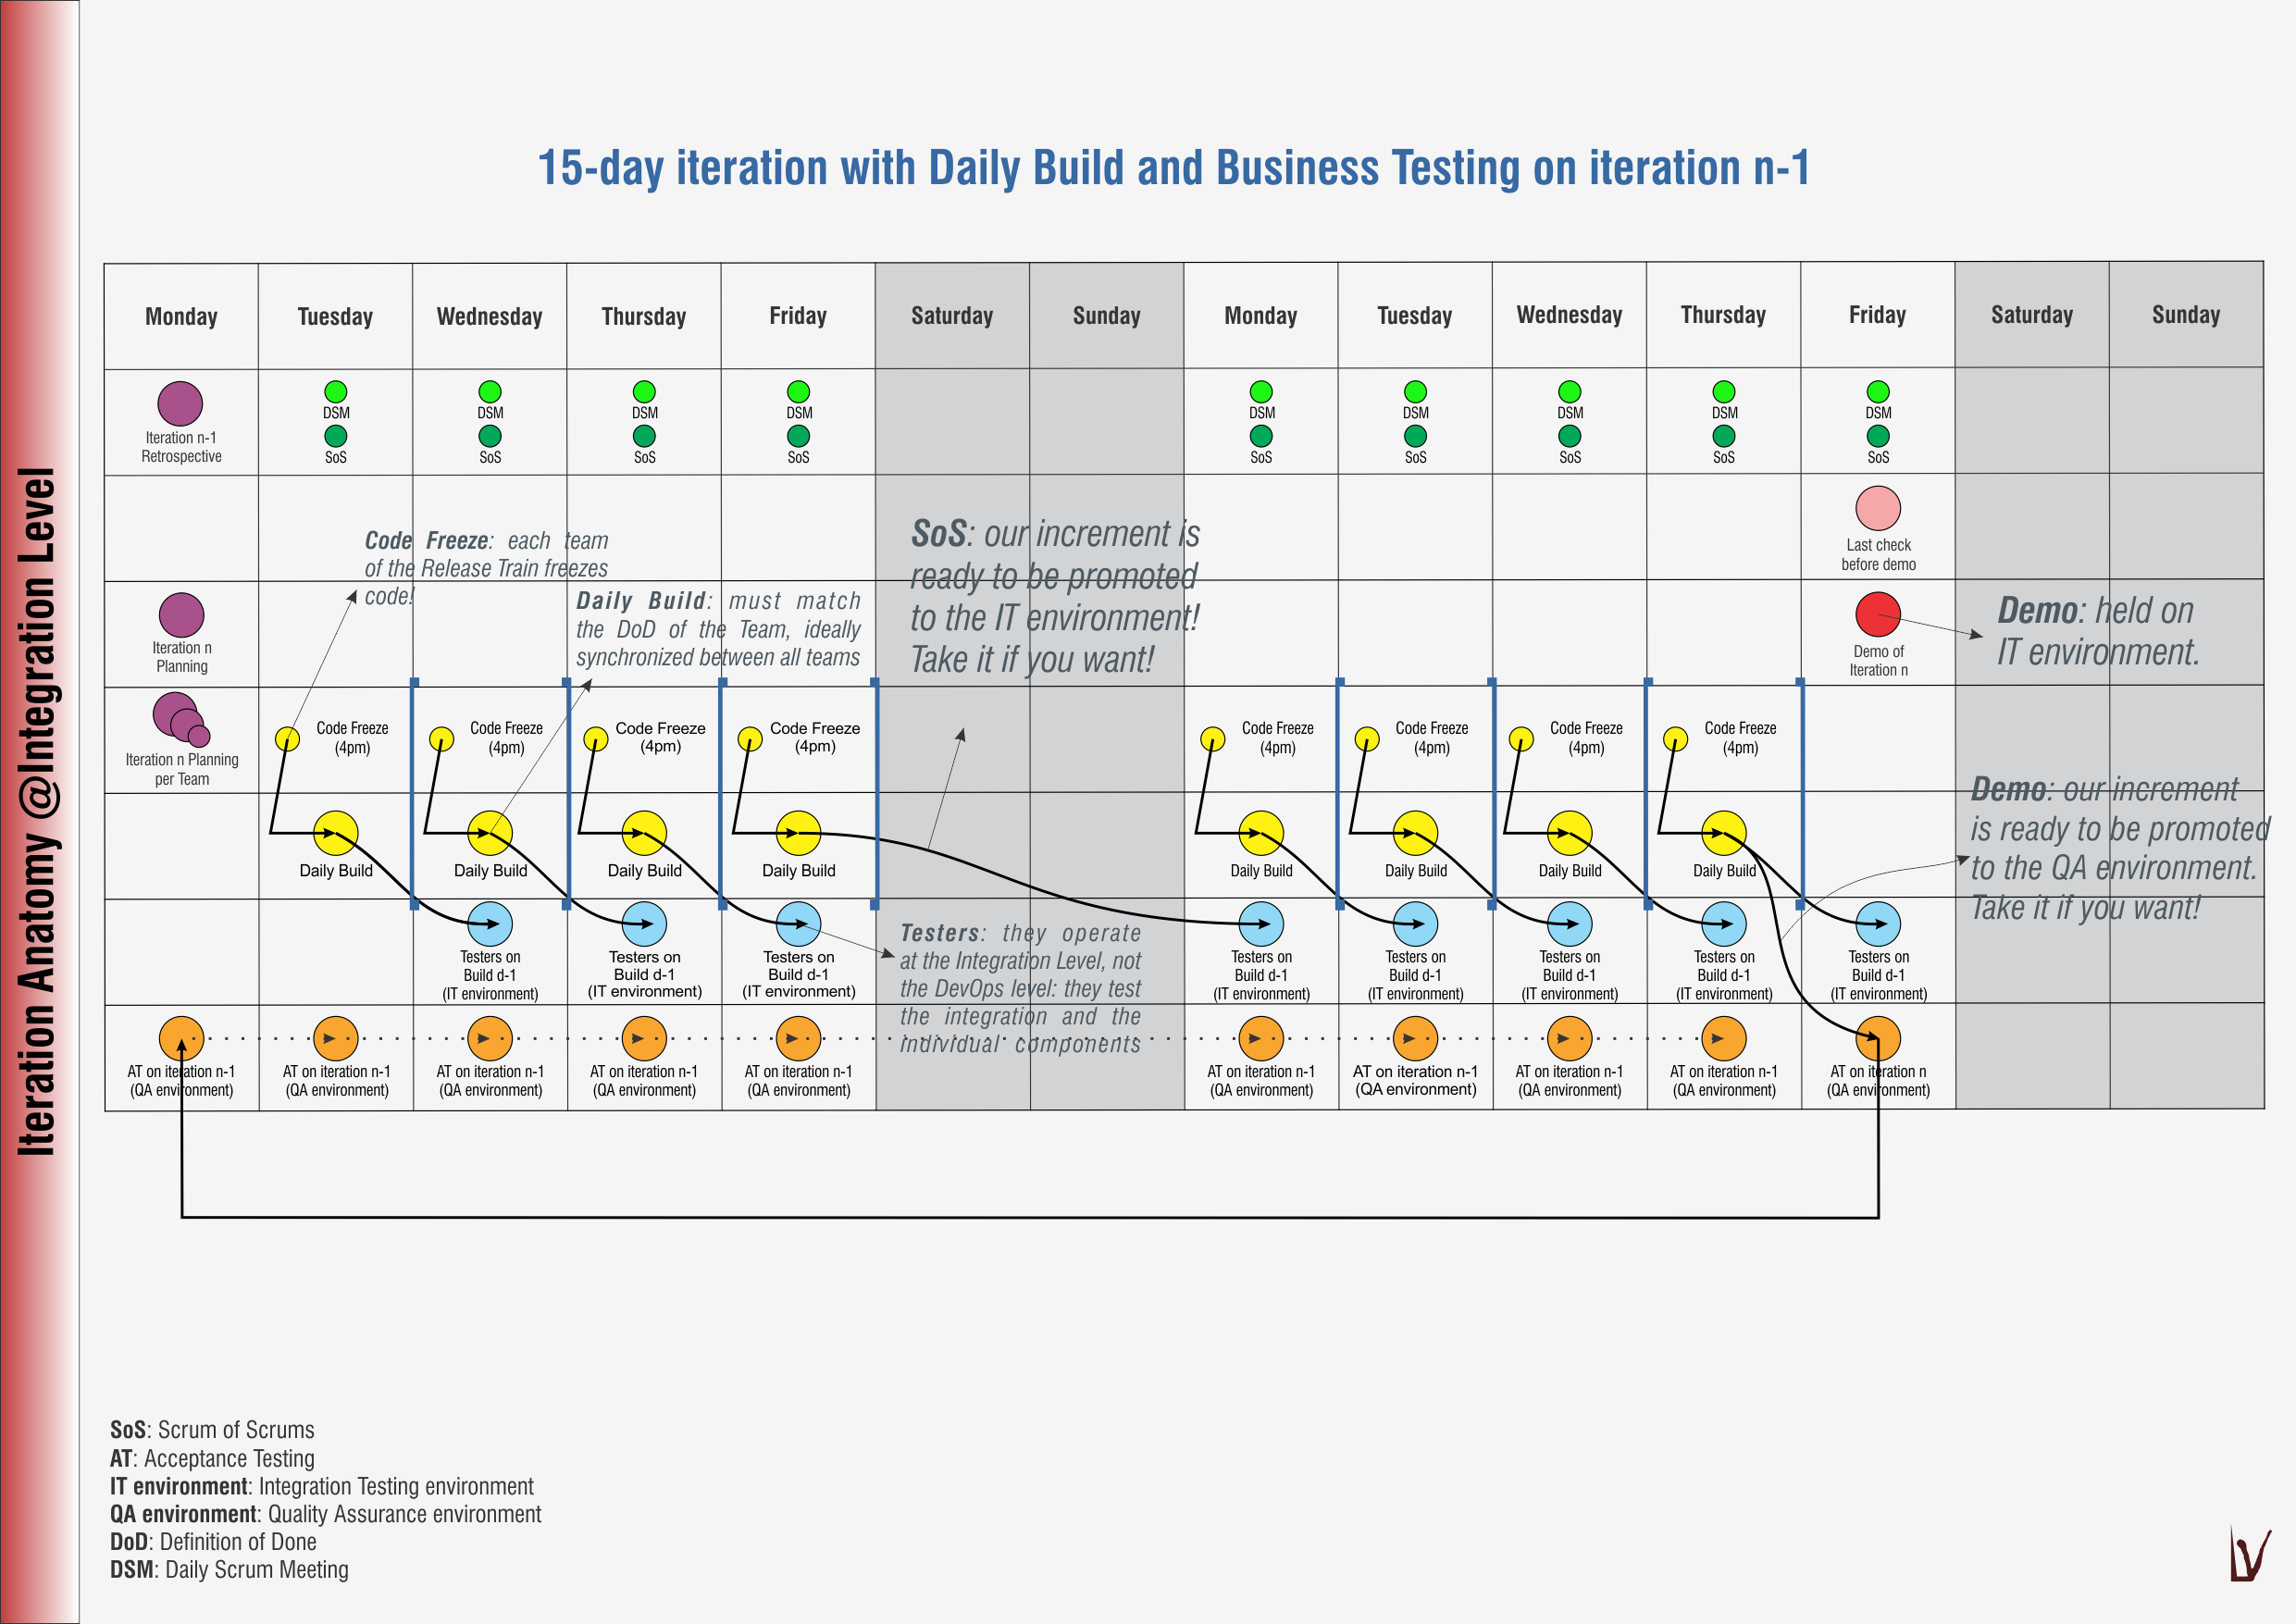 Iteration Anatomy @Integration Level
15-day iteration with Daily Build and Business Testing on iteration n-1
Monday
Tuesday
Wednesday
Thursday
Friday
Saturday
Sunday
Monday
Tuesday
Wednesday
Thursday
Friday
Saturday
Sunday
Iteration n-1
Retrospective
DSM
SoS
DSM
SoS
DSM
SoS
DSM
SoS
DSM
SoS
DSM
SoS
DSM
SoS
DSM
SoS
DSM
SoS
Code Freeze: each team
of the Release Train freezes
code!
SoS: our increment is
ready to be promoted
to the IT environment!
Take it if you want!
Last check
before demo
Iteration n
Planning
Daily Build: must match
the DoD of the Team, ideally
synchronized between all teams
Demo of
Iteration n
Demo: held on
IT environment.
Iteration n Planning
per Team
Code Freeze
(4pm)
Code Freeze
(4pm)
Code Freeze
(4pm)
Code Freeze
(4pm)
Code Freeze
(4pm)
Code Freeze
(4pm)
Code Freeze
(4pm)
Code Freeze
(4pm)
Demo: our increment
is ready to be promoted
to the QA environment.
Take it if you want!
Daily Build
Daily Build
Daily Build
Daily Build
Daily Build
Daily Build
Daily Build
Daily Build
Testers on
Build d-1
(IT environment)
Testers on
Build d-1
(IT environment)
Testers on
Build d-1
(IT environment)
Testers: they operate
at the Integration Level, not
the DevOps level: they test
the integration and the
individual components
Testers on
Build d-1
(IT environment)
Testers on
Build d-1
(IT environment)
Testers on
Build d-1
(IT environment)
Testers on
Build d-1
(IT environment)
Testers on
Build d-1
(IT environment)
AT on iteration n-1
(QA environment)
AT on iteration n-1
(QA environment)
AT on iteration n-1
(QA environment)
AT on iteration n-1
(QA environment)
AT on iteration n-1
(QA environment)
AT on iteration n-1
(QA environment)
AT on iteration n-1
(QA environment)
AT on iteration n-1
(QA environment)
AT on iteration n-1
(QA environment)
AT on iteration n
(QA environment)
SoS: Scrum of Scrums
AT: Acceptance Testing
IT environment: Integration Testing environment
QA environment: Quality Assurance environment
DoD: Definition of Done
DSM: Daily Scrum Meeting